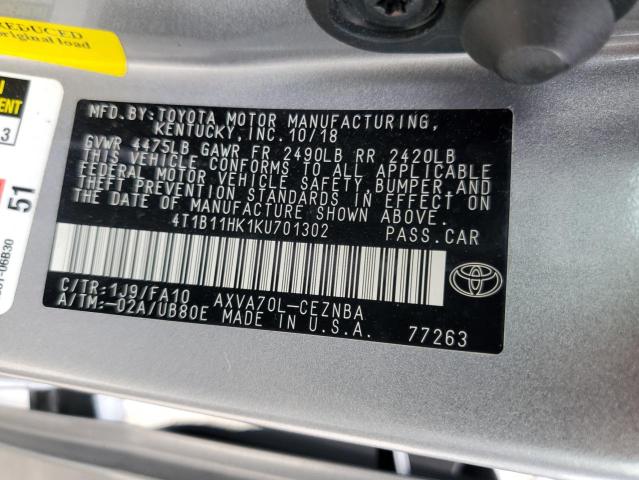 REDUCED
original load
MFD.BY:TOYOTA MOTOR MANUFACTURING,
KENTUCKY,INC. 10/18
GVWR 4475LB GAWR FR 2490LB RR 2420LB
THIS VEHICLE CONFORMS TO ALL APPLICABLE
FEDERAL MOTOR VEHICLE SAFETY,BUMPER,AND
THEFT PREVENTION STANDARDS IN EFFECT ON
THE DATE OF MANUFACTURE SHOWN ABOVE.
4T1B11HK1KU701302 PASS.CAR
C/TR:1J9/FA10 AXVA70L-CEZNBA
A/TM:-02A/UB80E MADE IN U.S.A. 77263
3
51
06B30